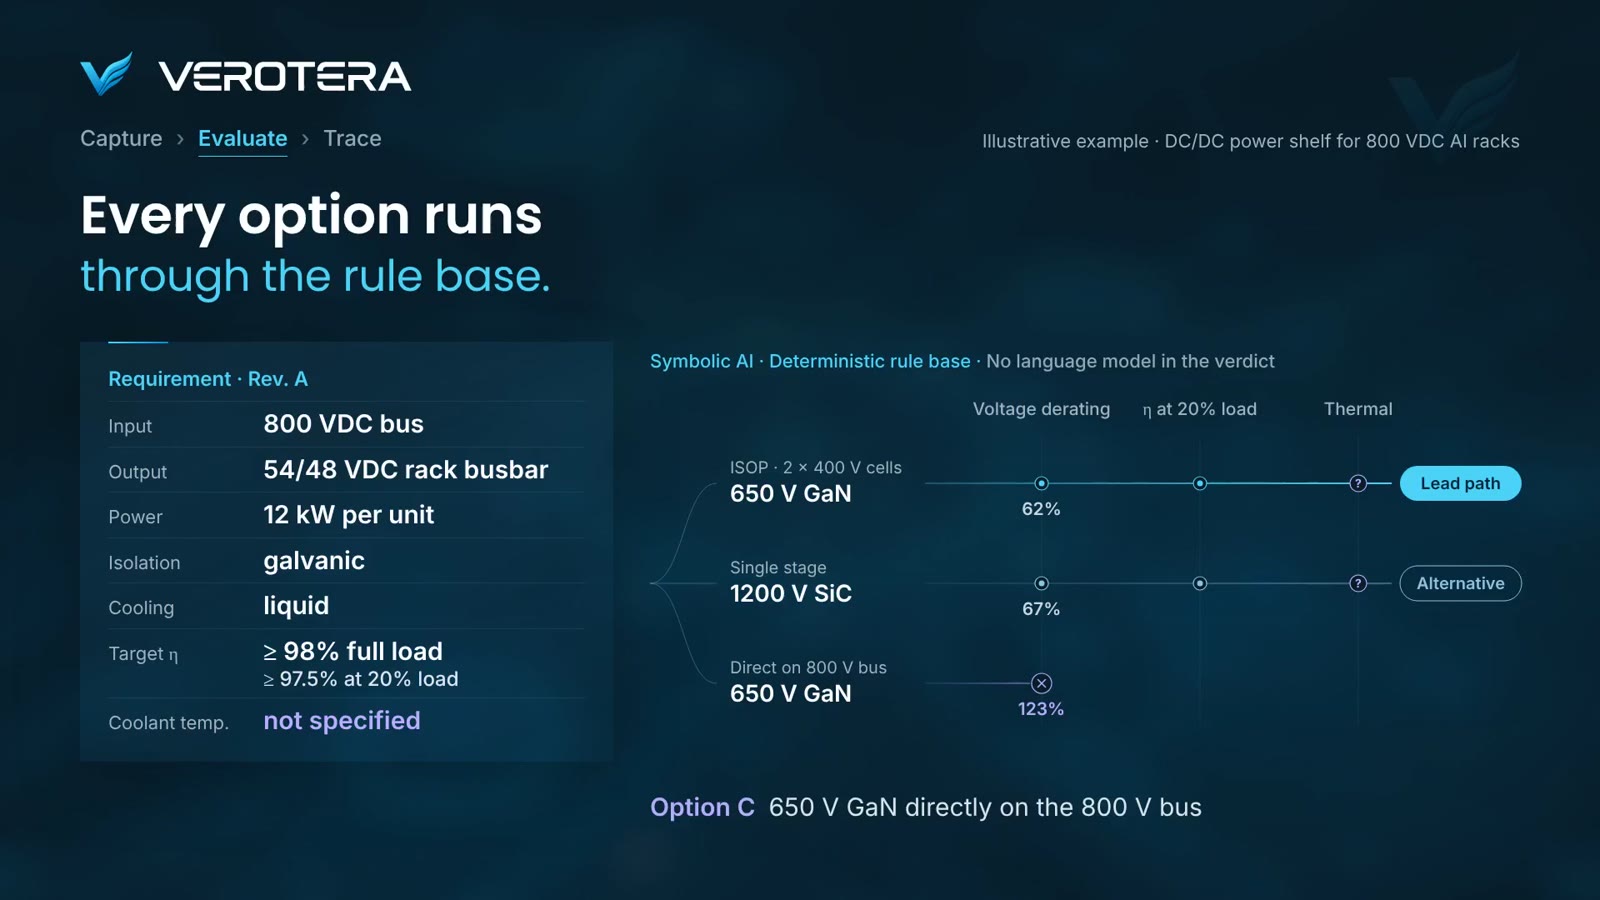 VEROTERA
Capture › Evaluate › Trace
Illustrative example · DC/DC power shelf for 800 VDC AI racks
Every option runs
through the rule base.
Requirement · Rev. A
Input 800 VDC bus
Output 54/48 VDC rack busbar
Power 12 kW per unit
Isolation galvanic
Cooling liquid
Target η ≥ 98% full load
≥ 97.5% at 20% load
Coolant temp. not specified
Symbolic AI · Deterministic rule base · No language model in the verdict
Voltage derating η at 20% load Thermal
ISOP · 2 × 400 V cells
650 V GaN ? Lead path
62%
Single stage
1200 V SiC ? Alternative
67%
Direct on 800 V bus
650 V GaN
123%
Option C 650 V GaN directly on the 800 V bus